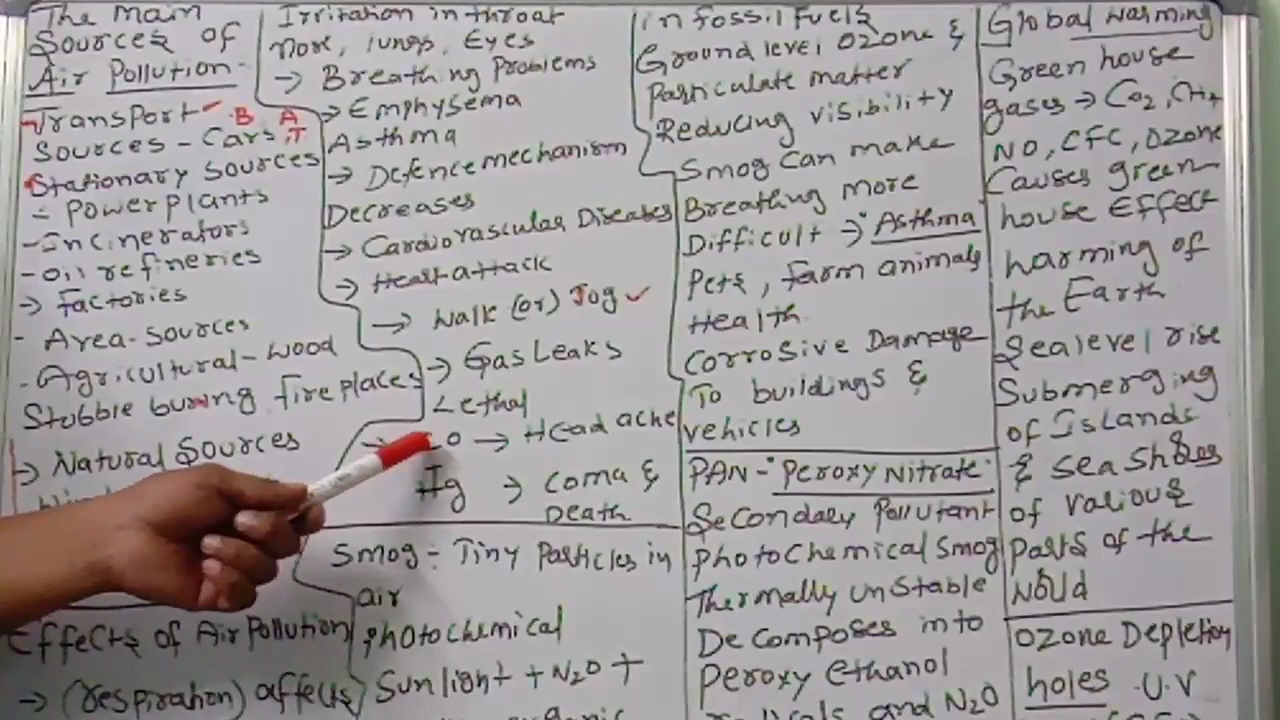 The main
Sources of
Air Pollution-
Transport B A
Sources - Cars, T
Stationary Sources
- Power plants
- Incinerators
- oil refineries
→ factories
- Area-sources
- Agricultural - wood
Stubble burning fire places
→ Natural Sources
Effects of Air Pollution
→ (respiration) affects
Irritation in throat
nose, lungs, Eyes
→ Breathing Problems
→ Emphysema
Asthma
→ Defence mechanism
Decreases
→ Cardiovascular Diseases
→ Heart attack
→ walk (or) Jog ✓
→ Gas Leaks
Lethal
→ CO → Head ache
Hg → coma &
Death
Smog :- Tiny Particles in
air
Photochemical
Sunlight + N2O +
in fossil fuels
Ground level Ozone &
Particulate matter
Reducing visibility
Smog can make
Breathing more
Difficult → "Asthma"
Pets, farm animals
Health
Corrosive Damage
To buildings &
vehicles
PAN - "Peroxy Nitrate"
Secondary Pollutant
Photochemical Smog
Thermally unstable
Decomposes into
Peroxy ethanol
and N2O
Global warming
Green house
gases → CO2, CH4
NO, CFC, Ozone
Causes green
house Effect
warming of
the Earth
Sealevel rise
Submerging
of Islands
& sea shores
of various
Parts of the
world
Ozone Depletion
holes U.V